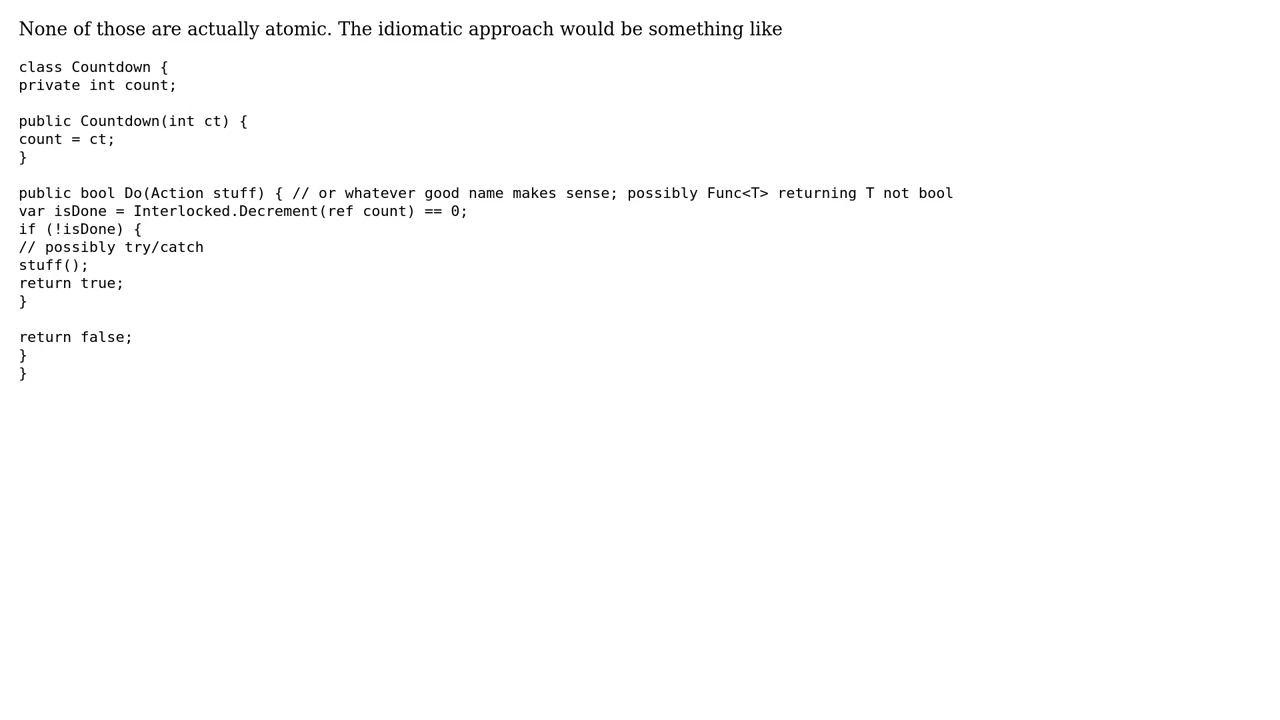 None of those are actually atomic. The idiomatic approach would be something like
class Countdown {
private int count;
public Countdown(int ct) {
count = ct;
}
public bool Do(Action stuff) { // or whatever good name makes sense; possibly Func<T> returning T not bool
var isDone = Interlocked.Decrement(ref count) == 0;
if (!isDone) {
// possibly try/catch
stuff();
return true;
}
return false;
}
}